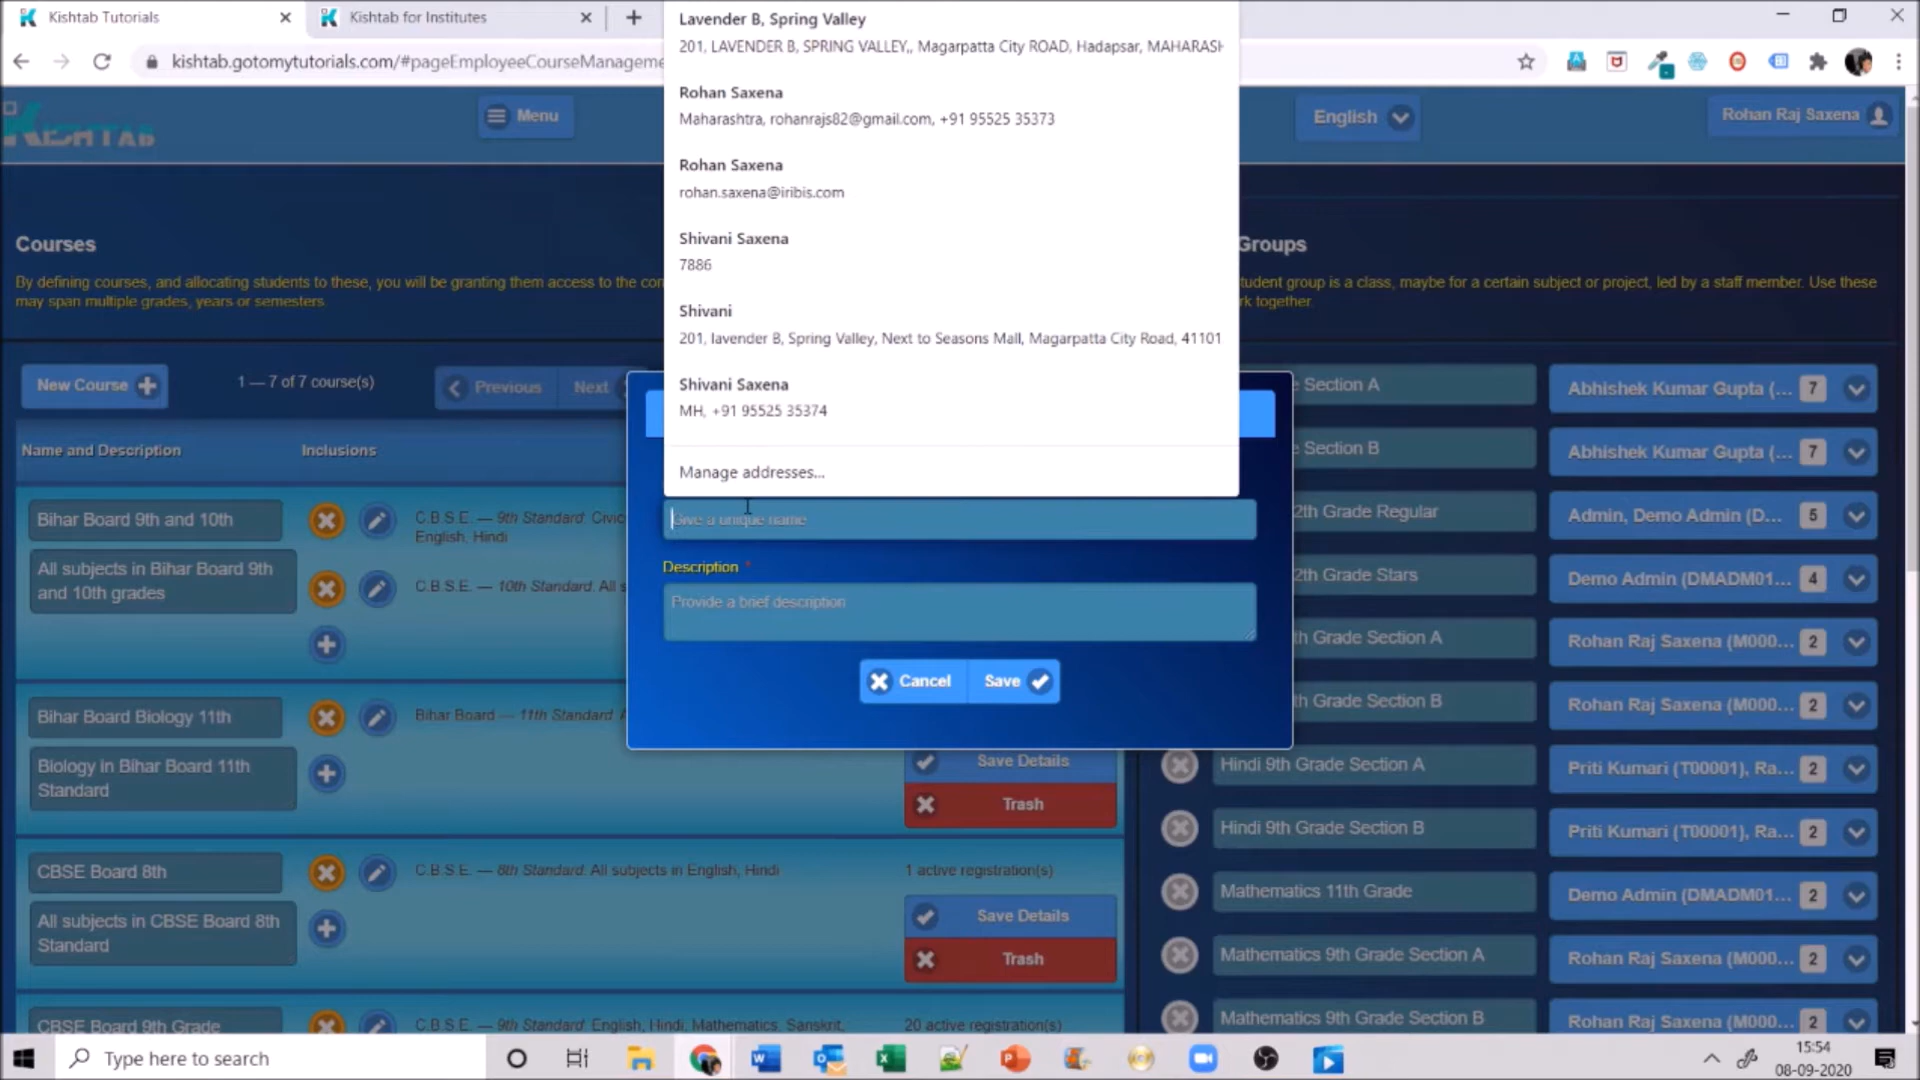 Kishtab Tutorials
Kishtab for Institutes
kishtab.gotomytutorials.com/#pageEmployeeCourseManageme
KISHTAB
Menu
English
Rohan Raj Saxena
Lavender B, Spring Valley
201, LAVENDER B, SPRING VALLEY,, Magarpatta City ROAD, Hadapsar, MAHARASH
Rohan Saxena
Maharashtra, rohanrajs82@gmail.com, +91 95525 35373
Rohan Saxena
rohan.saxena@iribis.com
Shivani Saxena
7886
Shivani
201, lavender B, Spring Valley, Next to Seasons Mall, Magarpatta City Road, 41101
Shivani Saxena
MH, +91 95525 35374
Manage addresses...
Give a unique name
Description *
Provide a brief description
Cancel
Save
Courses
By defining courses, and allocating students to these, you will be granting them access to the con
may span multiple grades, years or semesters.
New Course
1 — 7 of 7 course(s)
Previous
Next
Name and Description
Inclusions
Bihar Board 9th and 10th
C.B.S.E. — 9th Standard: Civic
English, Hindi
All subjects in Bihar Board 9th
and 10th grades
C.B.S.E. — 10th Standard: All s
Bihar Board Biology 11th
Bihar Board — 11th Standard: A
Biology in Bihar Board 11th
Standard
Save Details
Trash
CBSE Board 8th
C.B.S.E. — 8th Standard: All subjects in English, Hindi
1 active registration(s)
All subjects in CBSE Board 8th
Standard
Save Details
Trash
CBSE Board 9th Grade
C.B.S.E. — 9th Standard: English, Hindi, Mathematics, Sanskrit,
20 active registration(s)
Groups
tudent group is a class, maybe for a certain subject or project, led by a staff member. Use these
rk together.
e Section A
Abhishek Kumar Gupta (... 7
e Section B
Abhishek Kumar Gupta (... 7
2th Grade Regular
Admin, Demo Admin (D... 5
2th Grade Stars
Demo Admin (DMADM01... 4
th Grade Section A
Rohan Raj Saxena (M000... 2
th Grade Section B
Rohan Raj Saxena (M000... 2
Hindi 9th Grade Section A
Priti Kumari (T00001), Ra... 2
Hindi 9th Grade Section B
Priti Kumari (T00001), Ra... 2
Mathematics 11th Grade
Demo Admin (DMADM01... 2
Mathematics 9th Grade Section A
Rohan Raj Saxena (M000... 2
Mathematics 9th Grade Section B
Rohan Raj Saxena (M000... 2
Type here to search
15:54
08-09-2020